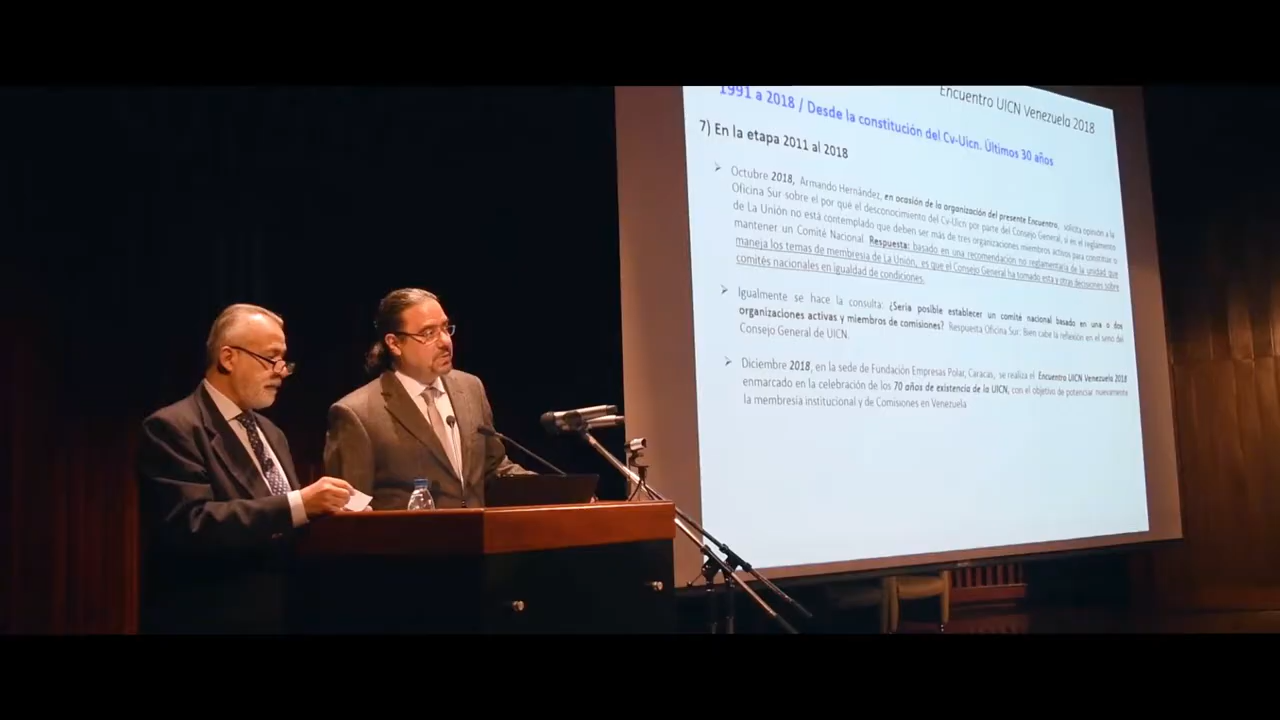 Encuentro UICN Venezuela 2018
1991 a 2018 / Desde la constitución del Cv-Uicn. Últimos 30 años
7) En la etapa 2011 al 2018
➢ Octubre 2018, Armando Hernández, en ocasión de la organización del presente Encuentro, solicita opinión a la
Oficina Sur sobre el por qué el desconocimiento del Cv-Uicn por parte del Consejo General, si es el reglamento
de La Unión no está contemplado que deben ser más de tres organizaciones miembros activos para constituir o
mantener un Comité Nacional. Respuesta: basado en una recomendación no reglamentaria de la unidad que
maneja los temas de membresia de La Unión, es que el Consejo General ha tomado esta y otras decisiones sobre
comités nacionales en igualdad de condiciones.
➢ Igualmente se hace la consulta: ¿Seria posible establecer un comité nacional basado en una o dos
organizaciones activas y miembros de comisiones? Respuesta Oficina Sur: Bien cabe la reflexión en el seno del
Consejo General de UICN.
➢ Diciembre 2018, en la sede de Fundación Empresas Polar, Caracas, se realiza el Encuentro UICN Venezuela 2018
enmarcado en la celebración de los 70 años de existencia de la UICN, con el objetivo de potenciar nuevamente
la membresia institucional y de Comisiones en Venezuela